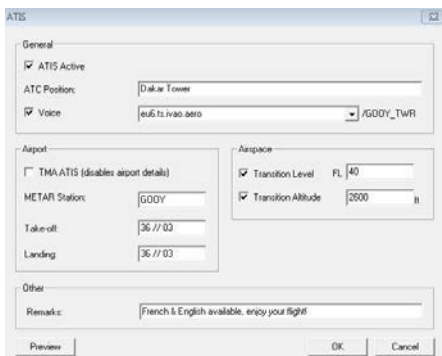 ATIS
General
ATIS Active
ATC Position: Dakar Tower
Voice eu6.ts.ivao.aero /GOOY_TWR
Airport
TMA ATIS (disables airport details)
METAR Station: GOOY
Take-off: 36 // 03
Landing: 36 // 03
Airspace
Transition Level FL 40
Transition Altitude 2600 ft
Other
Remarks: French & English available, enjoy your flight!
Preview OK Cancel